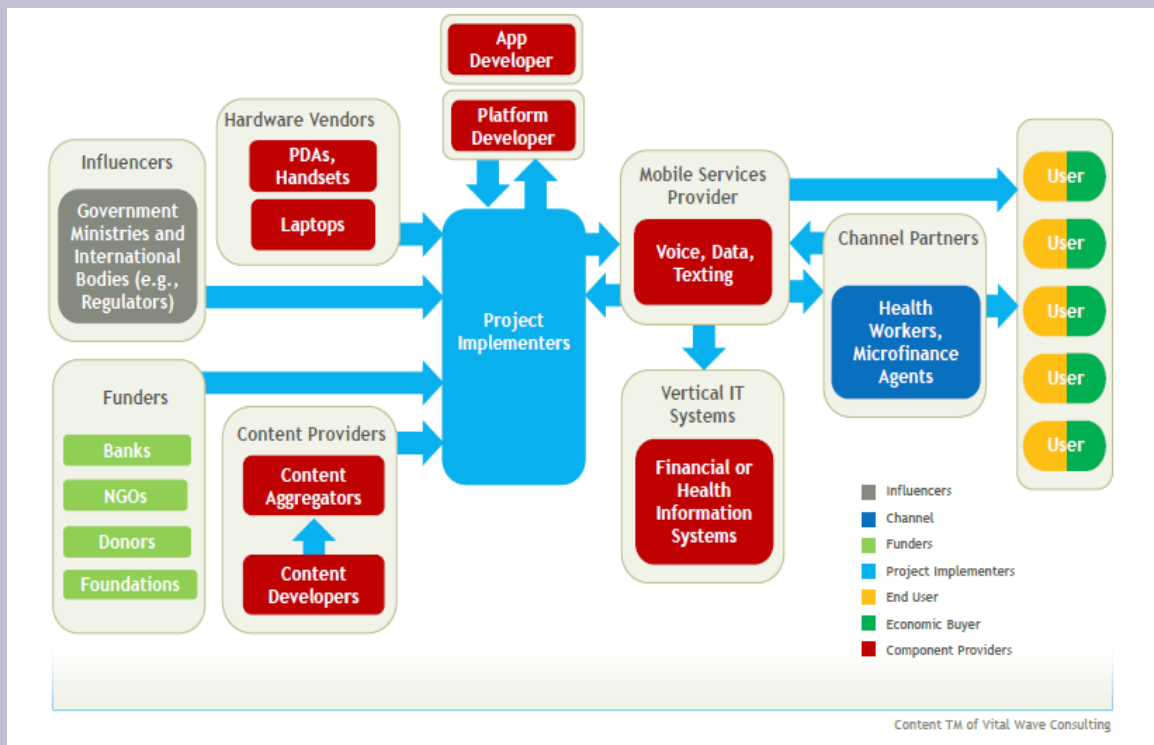 App
Developer
Platform
Developer
Hardware Vendors
PDAs,
Handsets
Laptops
Influencers
Government
Ministries and
International
Bodies (e.g.,
Regulators)
Project
Implementers
Mobile Services
Provider
Voice, Data,
Texting
Channel Partners
Health
Workers,
Microfinance
Agents
User
User
User
User
User
Funders
Banks
NGOs
Donors
Foundations
Content Providers
Content
Aggregators
Content
Developers
Vertical IT
Systems
Financial or
Health
Information
Systems
Influencers
Channel
Funders
Project Implementers
End User
Economic Buyer
Component Providers
Content TM of Vital Wave Consulting